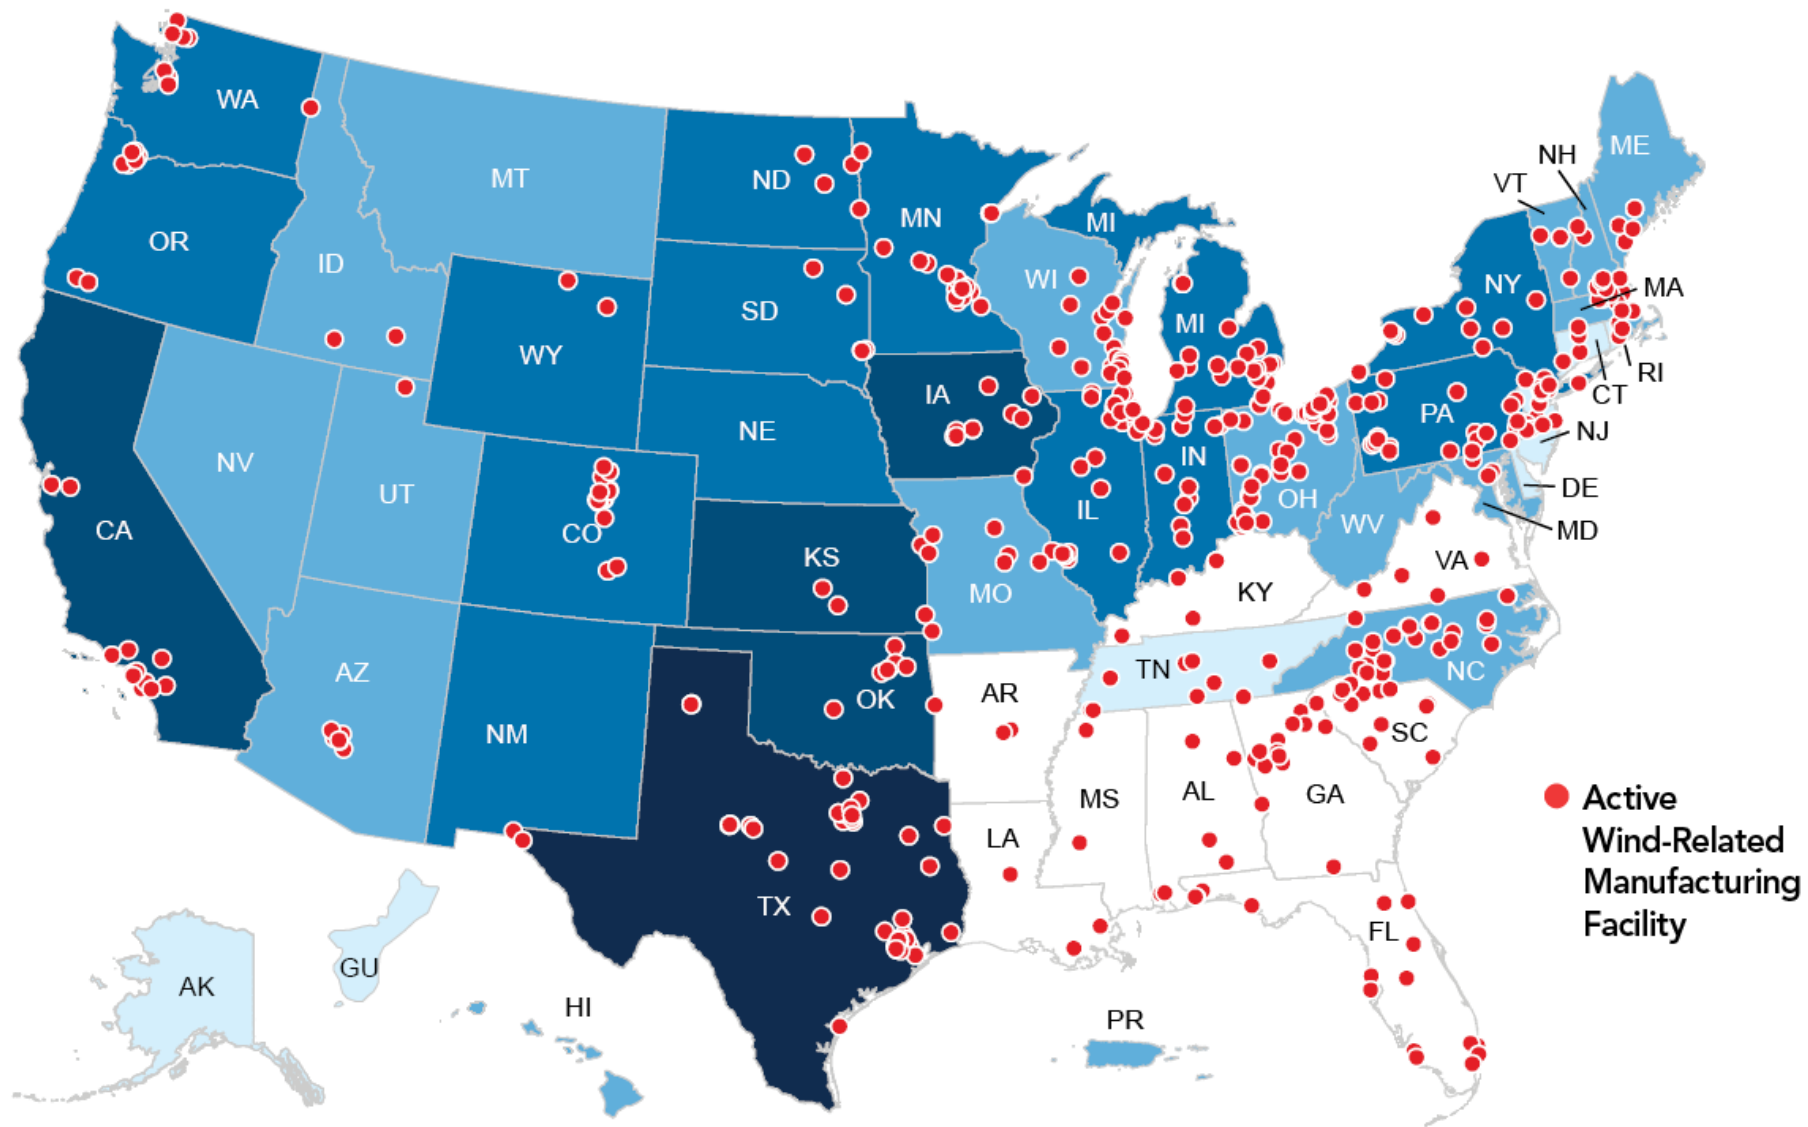 WA
MT
ND
MN
OR
ID
WY
SD
WI
MI
MI
NH
ME
VT
NY
MA
RI
CT
NV
UT
CA
CO
NE
IA
KS
IL
IN
OH
PA
NJ
DE
MD
WV
VA
MO
KY
AZ
NM
OK
AR
TN
NC
SC
MS
AL
GA
LA
TX
FL
AK
GU
HI
PR
Active
Wind-Related
Manufacturing
Facility